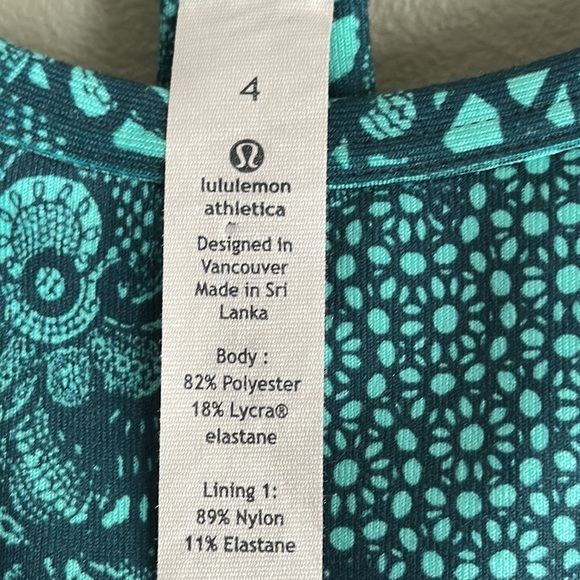 4
lululemon
athletica
Designed in
Vancouver
Made in Sri
Lanka
Body :
82% Polyester
18% Lycra®
elastane
Lining 1:
89% Nylon
11% Elastane